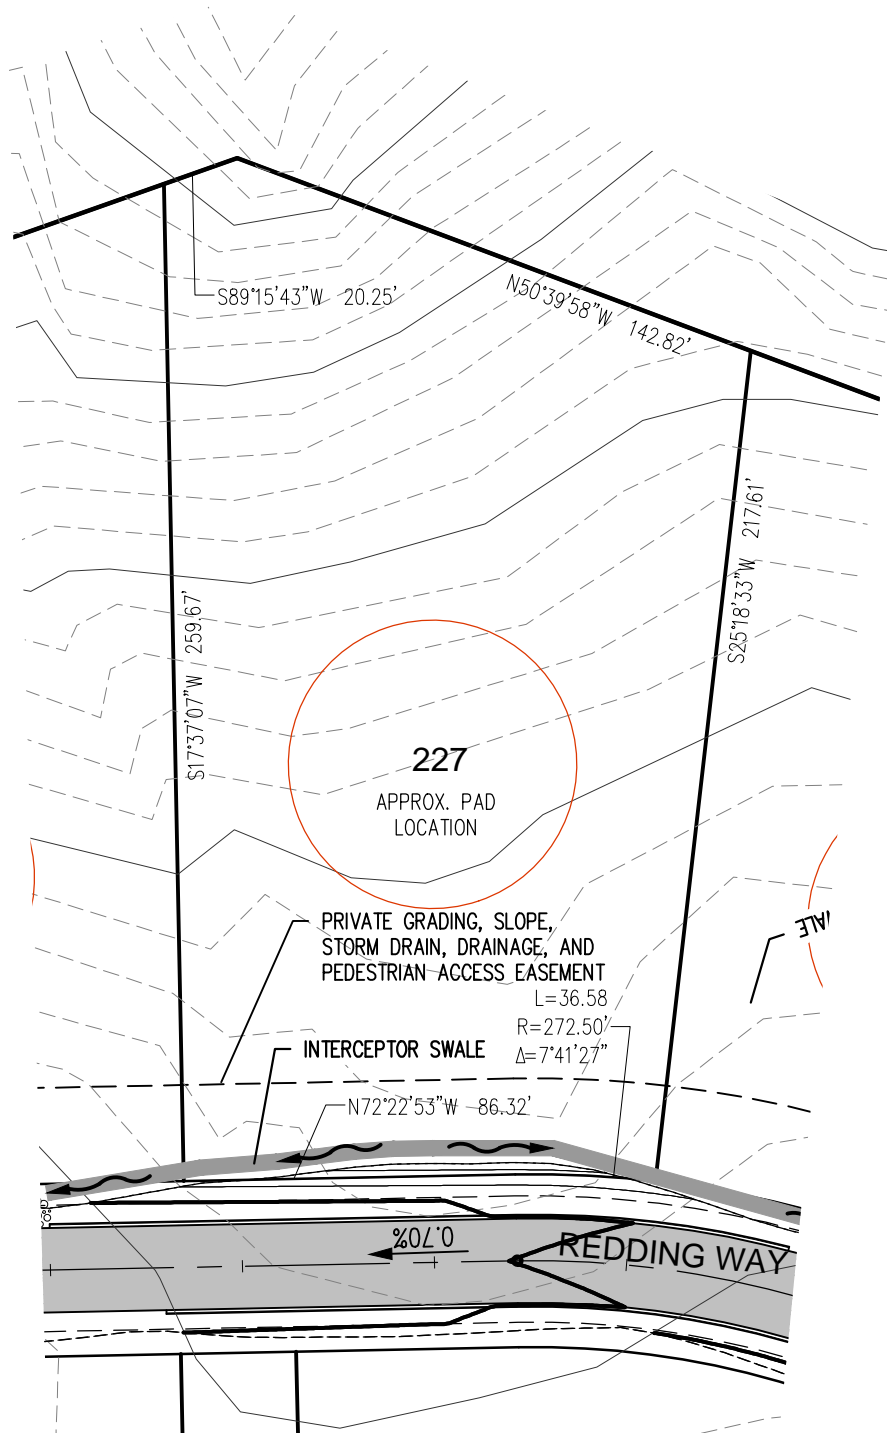 S89°15'43"W 20.25'
N50°39'58"W 142.82'
S25°18'33"W 217.61'
S17°37'07"W 259.67'
227
APPROX. PAD
LOCATION
PRIVATE GRADING, SLOPE,
STORM DRAIN, DRAINAGE, AND
PEDESTRIAN ACCESS EASEMENT
L=36.58
R=272.50'
Δ=7°41'27"
INTERCEPTOR SWALE
N72°22'53"W 86.32'
0.70%
REDDING WAY